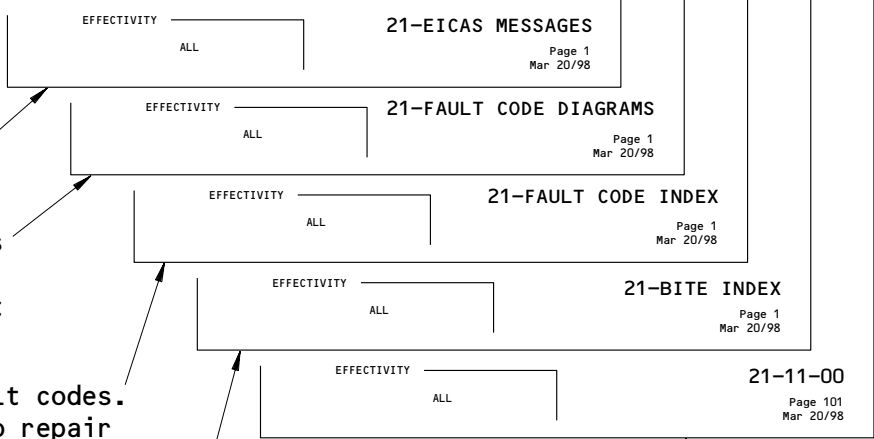 EFFECTIVITY
21-EICAS MESSAGES
ALL
Page 1
Mar 20/98
EFFECTIVITY
21-FAULT CODE DIAGRAMS
ALL
Page 1
Mar 20/98
EFFECTIVITY
21-FAULT CODE INDEX
ALL
Page 1
Mar 20/98
EFFECTIVITY
21-BITE INDEX
ALL
Page 1
Mar 20/98
EFFECTIVITY
21-11-00
ALL
Page 101
Mar 20/98
codes.
repair